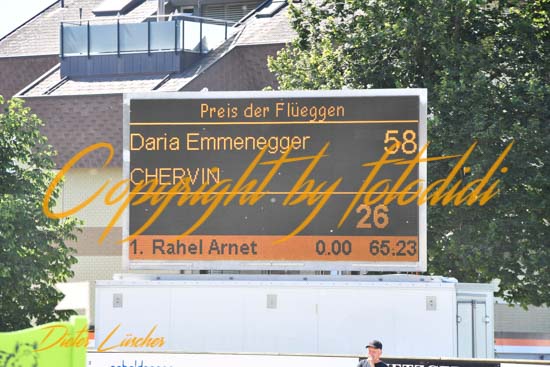 Preis der Flüeggen
Daria Emmenegger 58
CHERVIN
26
1. Rahel Arnet 0.00 65.23
Copyright by fotodidi
Dieter Lüscher